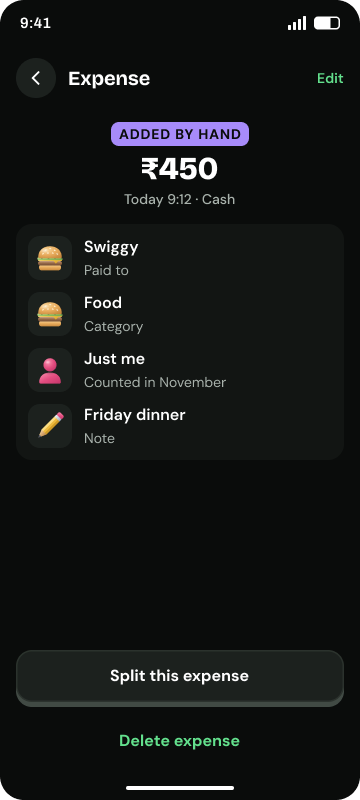 9:41
Expense
Edit
ADDED BY HAND
₹450
Today 9:12 · Cash
Swiggy
Paid to
Food
Category
Just me
Counted in November
Friday dinner
Note
Split this expense
Delete expense